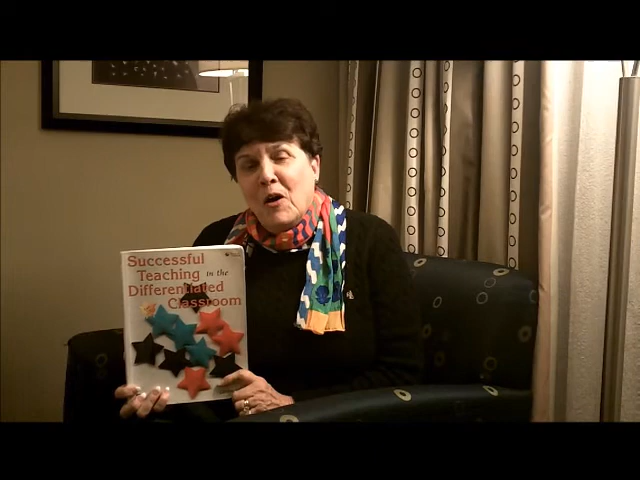 Successful
Teaching in the
Differentiated
Classroom